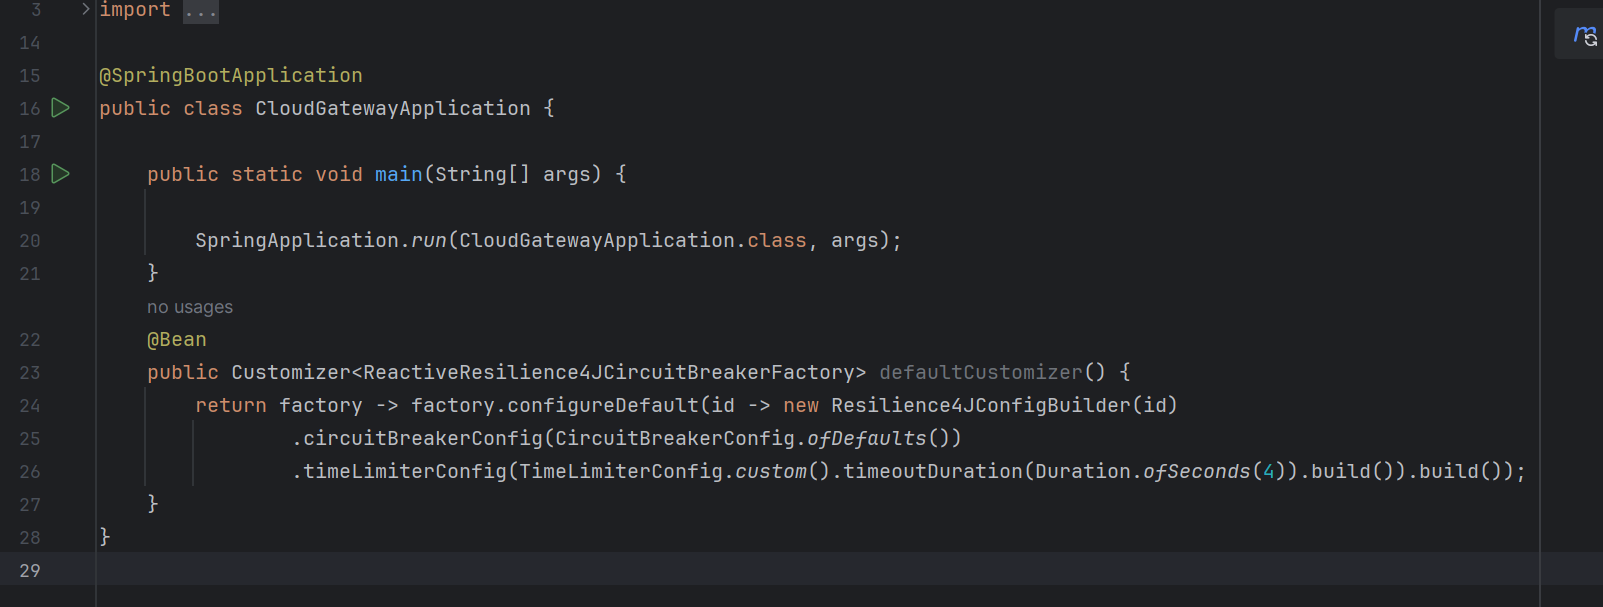 3 import ...
14
15 @SpringBootApplication
16 public class CloudGatewayApplication {
17
18     public static void main(String[] args) {
19
20         SpringApplication.run(CloudGatewayApplication.class, args);
21     }
    no usages
22     @Bean
23     public Customizer<ReactiveResilience4JCircuitBreakerFactory> defaultCustomizer() {
24         return factory -> factory.configureDefault(id -> new Resilience4JConfigBuilder(id)
25                 .circuitBreakerConfig(CircuitBreakerConfig.ofDefaults())
26                 .timeLimiterConfig(TimeLimiterConfig.custom().timeoutDuration(Duration.ofSeconds(4)).build()).build());
27     }
28 }
29